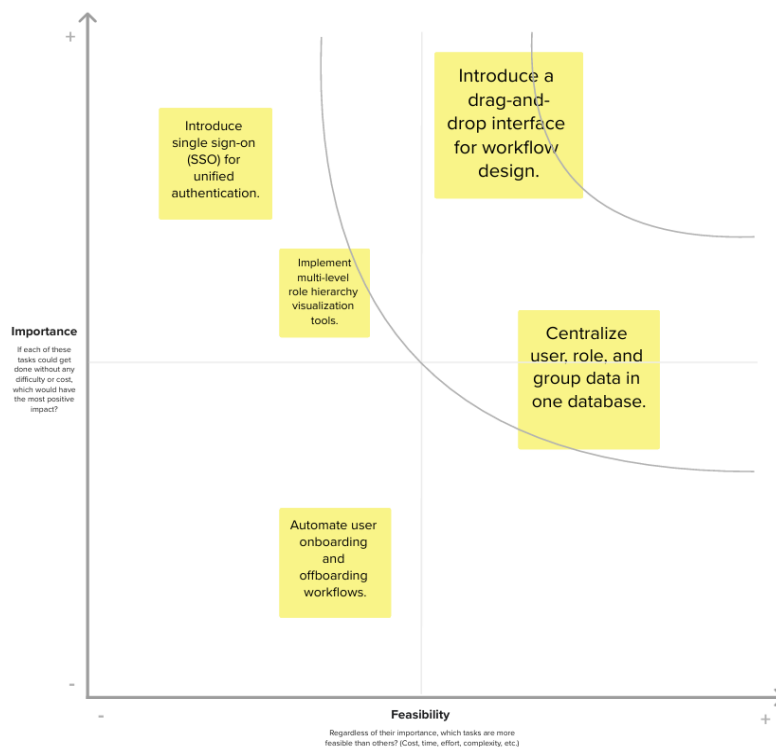 +
Introduce a
drag-and-
drop interface
for workflow
design.
Introduce
single sign-on
(SSO) for
unified
authentication.
Implement
multi-level
role hierarchy
visualization
tools.
Importance
If each of these
tasks could get
done without any
difficulty or cost,
which would have
the most positive
impact?
Centralize
user, role, and
group data in
one database.
Automate user
onboarding
and
offboarding
workflows.
-
-
Feasibility
+
Regardless of their importance, which tasks are more
feasible than others? (Cost, time, effort, complexity, etc.)